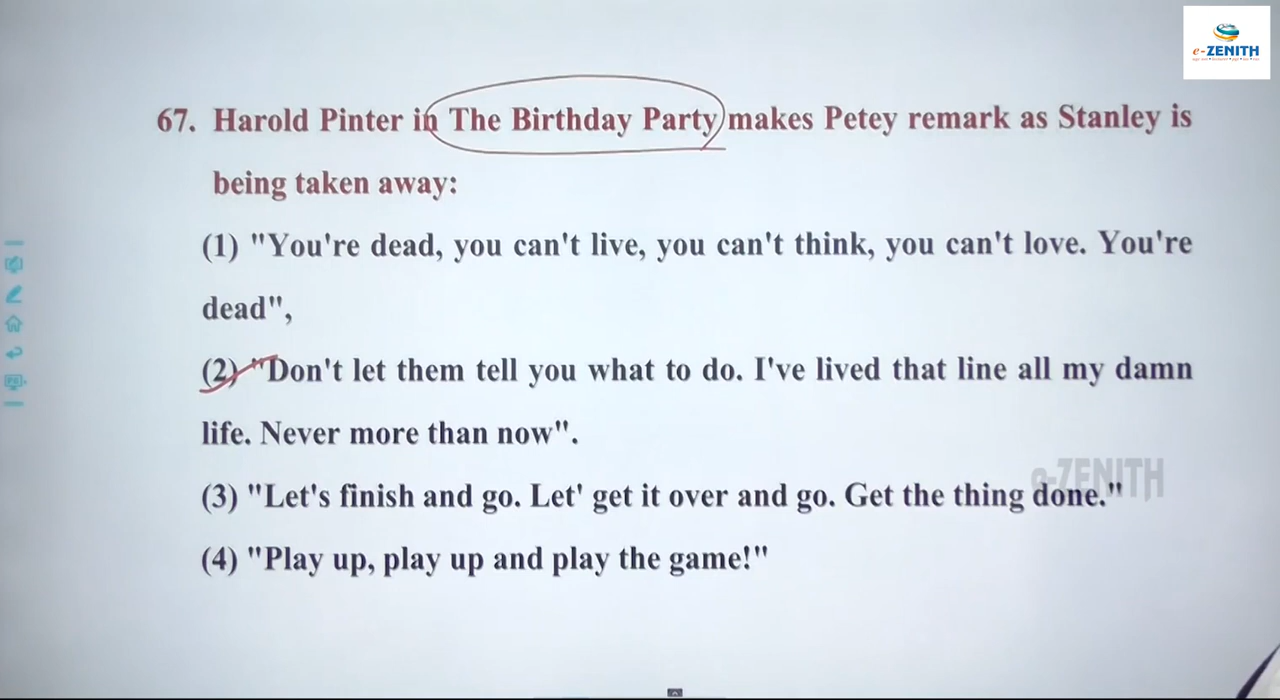 e-ZENITH
67. Harold Pinter in The Birthday Party makes Petey remark as Stanley is
being taken away:
(1) "You're dead, you can't live, you can't think, you can't love. You're
dead",
(2) "Don't let them tell you what to do. I've lived that line all my damn
life. Never more than now".
e-ZENITH
(3) "Let's finish and go. Let' get it over and go. Get the thing done."
(4) "Play up, play up and play the game!"